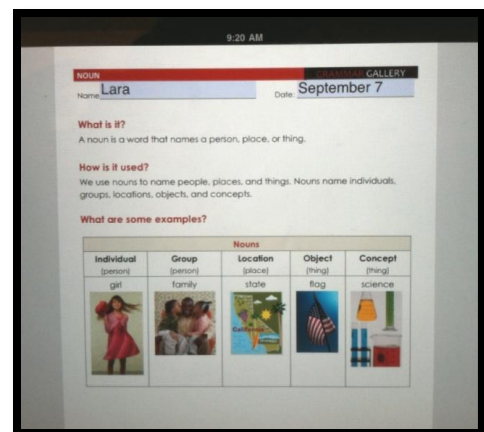 9:20 AM
NOUN GRAMMAR GALLERY
Name Lara Date: September 7
What is it?
A noun is a word that names a person, place, or thing.
How is it used?
We use nouns to name people, places, and things. Nouns name individuals,
groups, locations, objects, and concepts.
What are some examples?
Nouns
Individual Group Location Object Concept
(person) (person) (place) (thing) (thing)
girl family state flag science
California